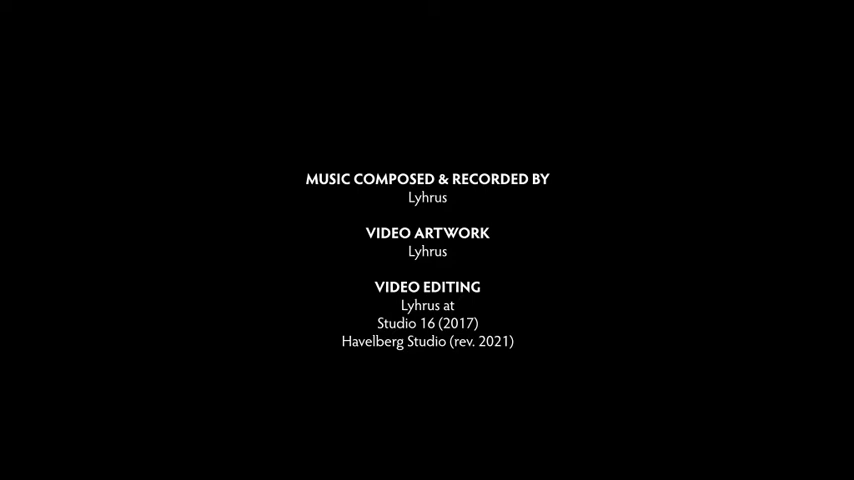 MUSIC COMPOSED & RECORDED BY
Lyhrus
VIDEO ARTWORK
Lyhrus
VIDEO EDITING
Lyhrus at
Studio 16 (2017)
Havelberg Studio (rev. 2021)